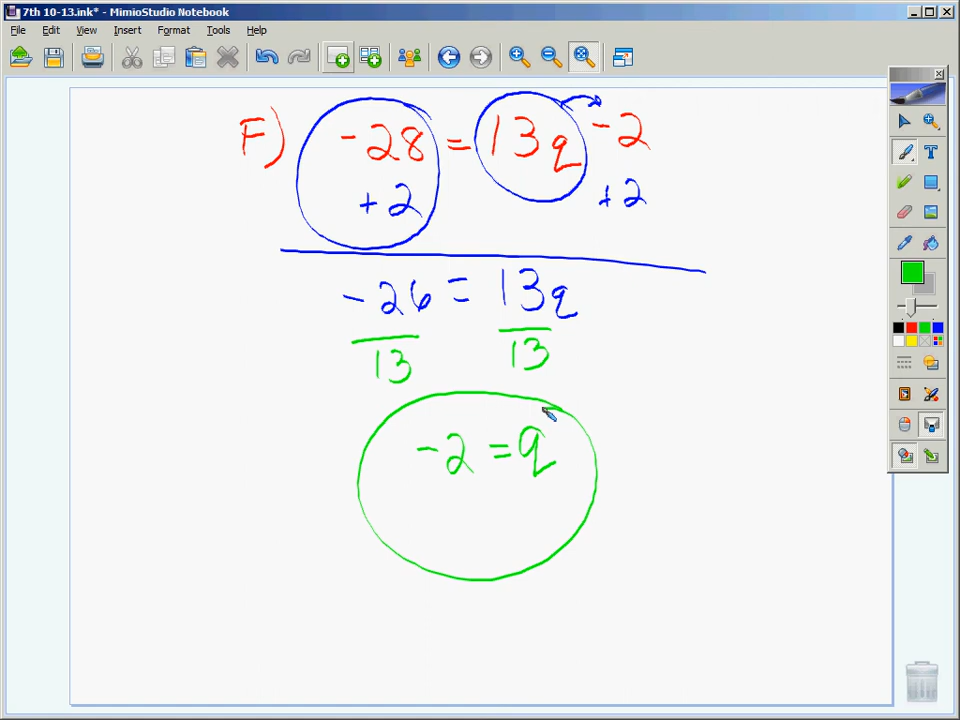 7th 10-13.ink* - MimioStudio Notebook
File Edit View Insert Format Tools Help
F) -28 = 13q -2
+2 +2
-26 = 13q
13 13
-2 = q
T